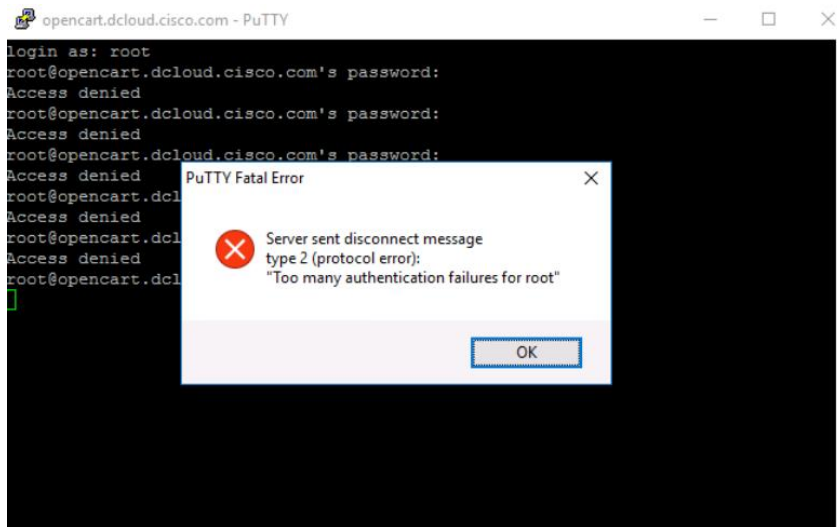 opencart.dcloud.cisco.com - PuTTY
login as: root
root@opencart.dcloud.cisco.com's password:
Access denied
root@opencart.dcloud.cisco.com's password:
Access denied
root@opencart.dcloud.cisco.com's password:
Access denied
root@opencart.dcl
Access denied
root@opencart.dcl
Access denied
root@opencart.dcl
PuTTY Fatal Error
Server sent disconnect message
type 2 (protocol error):
"Too many authentication failures for root"
OK